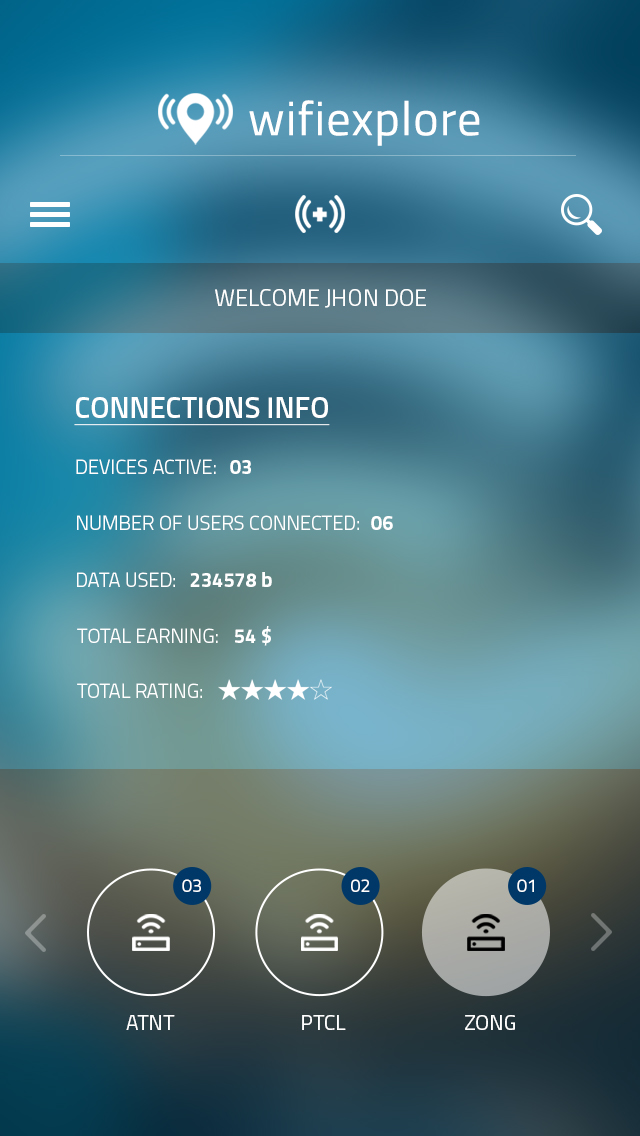 wifiexplore
WELCOME JHON DOE
CONNECTIONS INFO
DEVICES ACTIVE: 03
NUMBER OF USERS CONNECTED: 06
DATA USED: 234578 b
TOTAL EARNING: 54 $
TOTAL RATING: ★★★★☆
03 02 01
ATNT PTCL ZONG